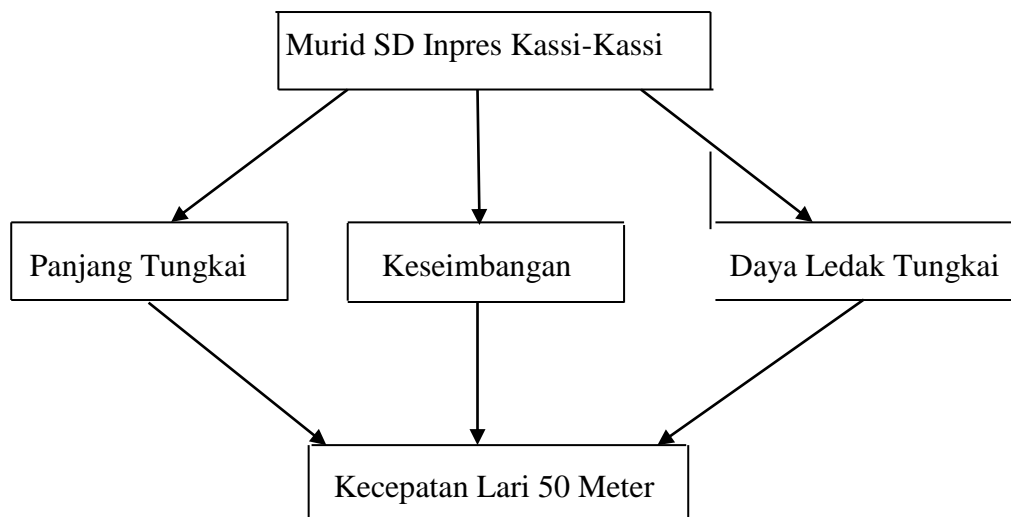 Murid SD Inpres Kassi-Kassi
Panjang Tungkai
Keseimbangan
Daya Ledak Tungkai
Kecepatan Lari 50 Meter